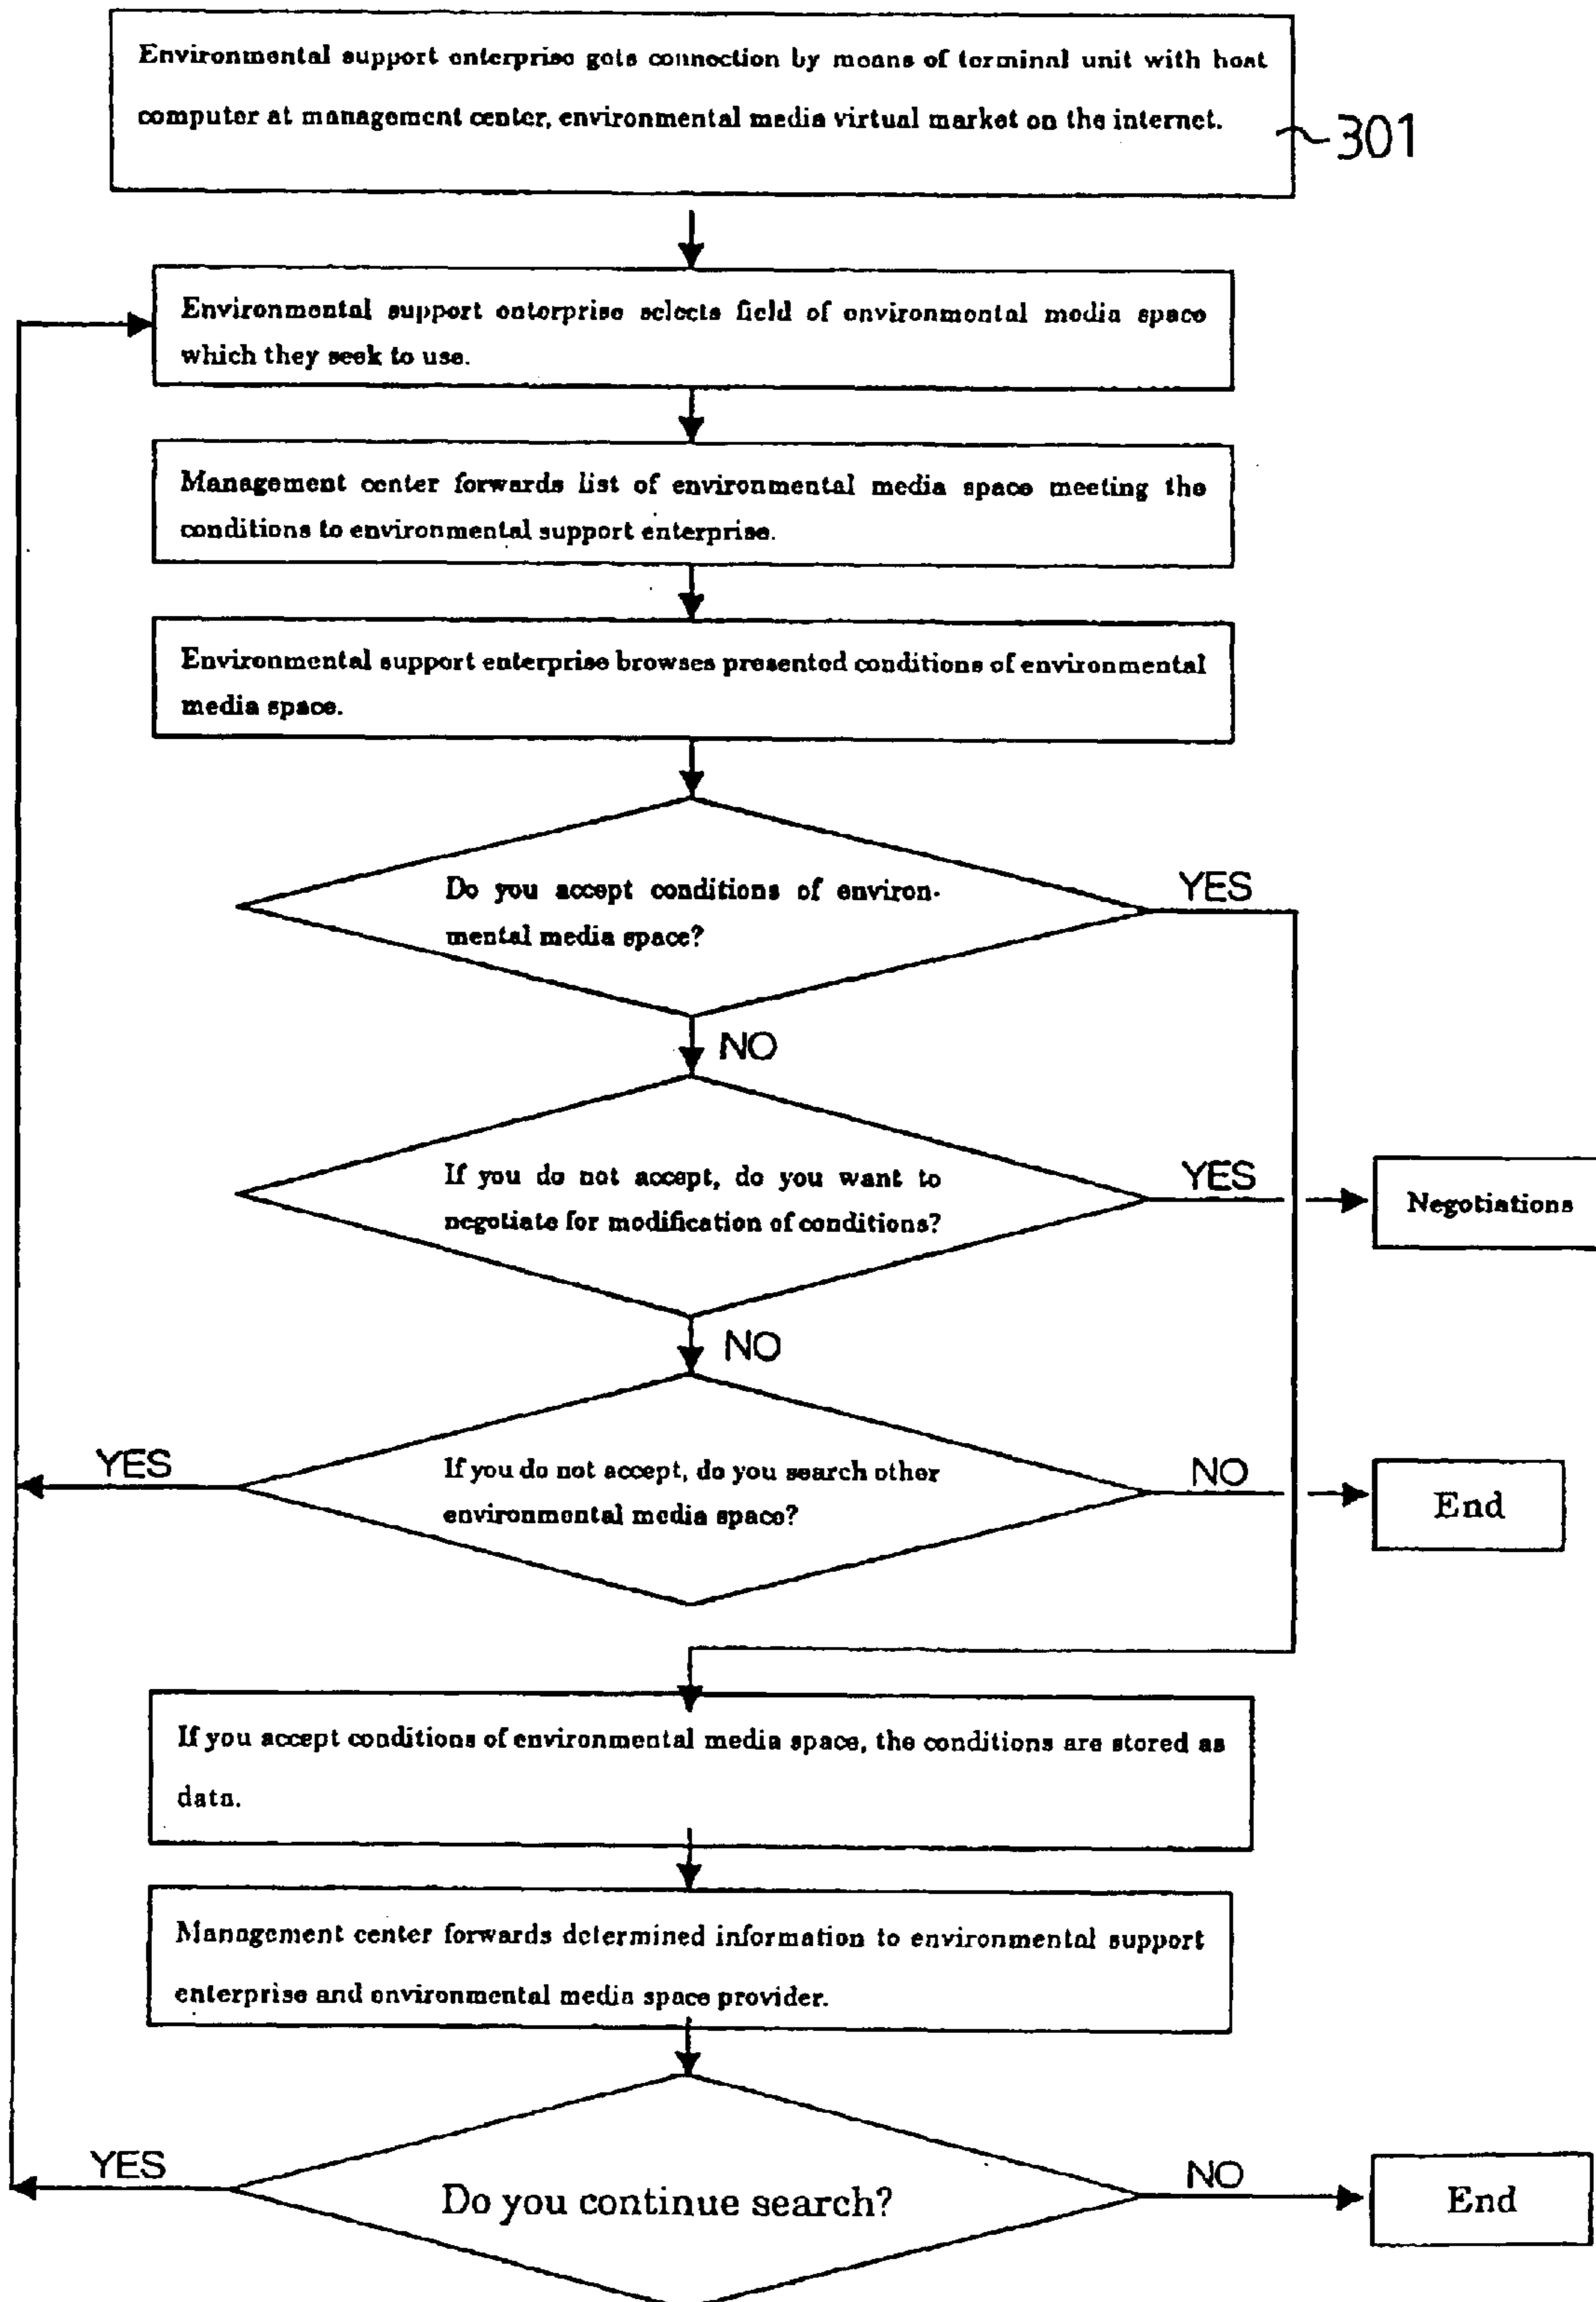 Environmental support enterprise gets connection by means of terminal unit with host
computer at management center, environmental media virtual market on the internet.
301
Environmental support enterprise selects field of environmental media space
which they seek to use.
Management center forwards list of environmental media space meeting the
conditions to environmental support enterprise.
Environmental support enterprise browses presented conditions of environmental
media space.
Do you accept conditions of environ-
mental media space?
YES
NO
If you do not accept, do you want to
negotiate for modification of conditions?
YES
Negotiations
NO
YES
If you do not accept, do you search other
environmental media space?
NO
End
If you accept conditions of environmental media space, the conditions are stored as
data.
Management center forwards determined information to environmental support
enterprise and environmental media space provider.
YES
Do you continue search?
NO
End